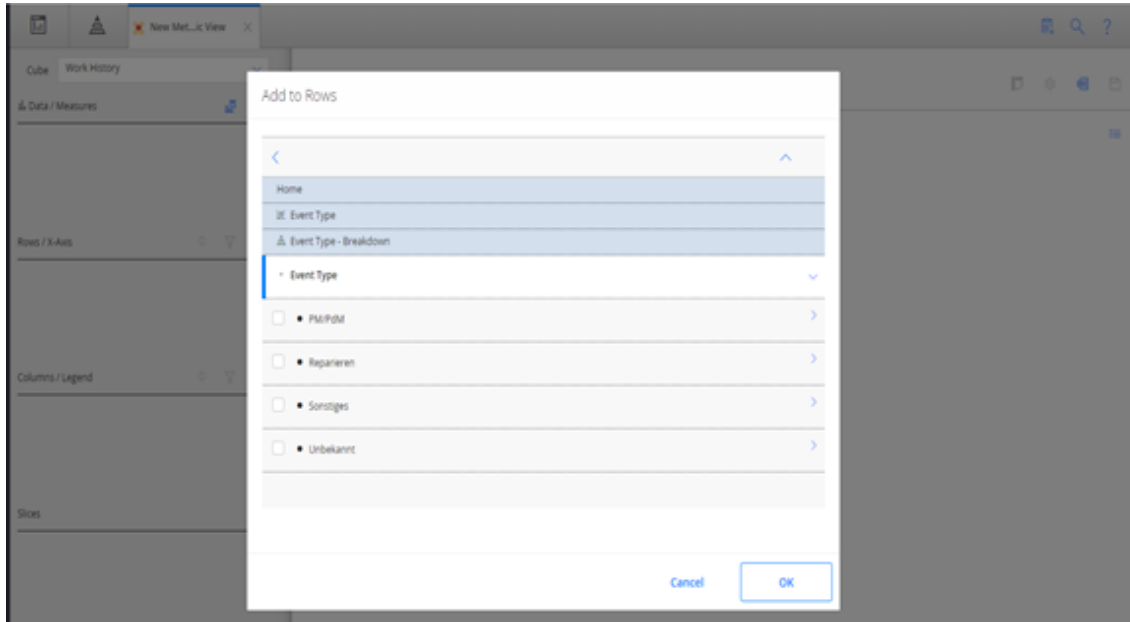 New Met...ic View
Cube Work History
Data / Measures
Rows / X-Axis
Columns / Legend
Slices
Add to Rows
Home
Event Type
Event Type - Breakdown
Event Type
PM/PdM
Reparieren
Sonstiges
Unbekannt
Cancel OK